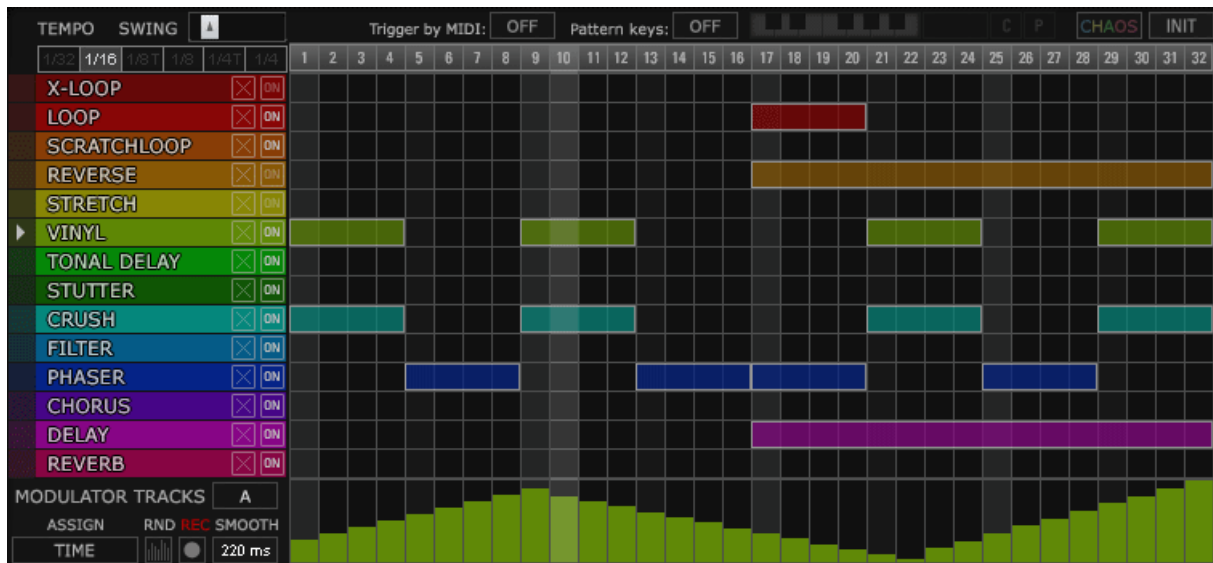 TEMPO SWING Trigger by MIDI: OFF Pattern keys: OFF C P CHAOS INIT
1/32 1/16 1/8T 1/8 1/4T 1/4 1 2 3 4 5 6 7 8 9 10 11 12 13 14 15 16 17 18 19 20 21 22 23 24 25 26 27 28 29 30 31 32
X-LOOP ON
LOOP ON
SCRATCHLOOP ON
REVERSE ON
STRETCH ON
VINYL ON
TONAL DELAY ON
STUTTER ON
CRUSH ON
FILTER ON
PHASER ON
CHORUS ON
DELAY ON
REVERB ON
MODULATOR TRACKS A
ASSIGN RND REC SMOOTH
TIME 220 ms